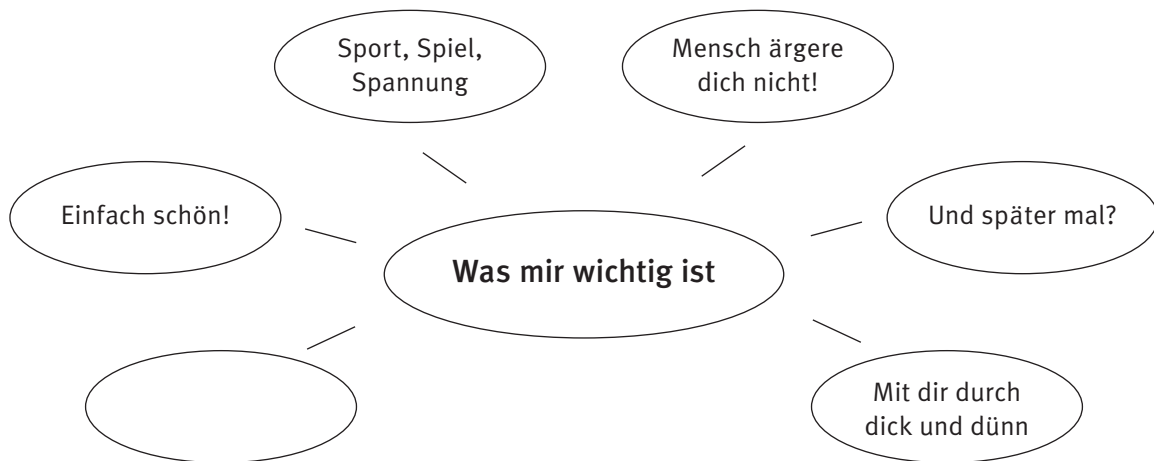 Sport, Spiel,
Spannung
Mensch ärgere
dich nicht!
Einfach schön!
Und später mal?
Was mir wichtig ist
Mit dir durch
dick und dünn